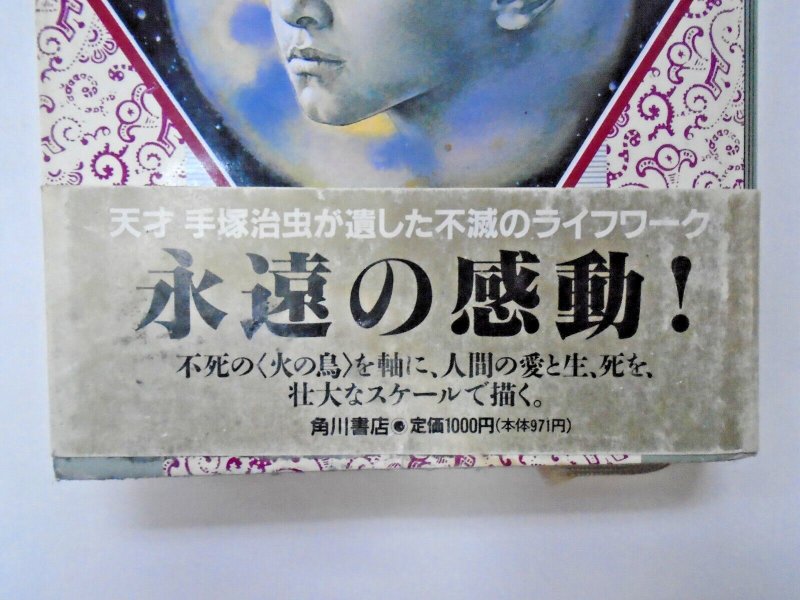 天才 手塚治虫が遺した不滅のライフワーク
永遠の感動!
不死の〈火の鳥〉を軸に、人間の愛と生、死を、
壮大なスケールで描く。
角川書店●定価1000円(本体971円)